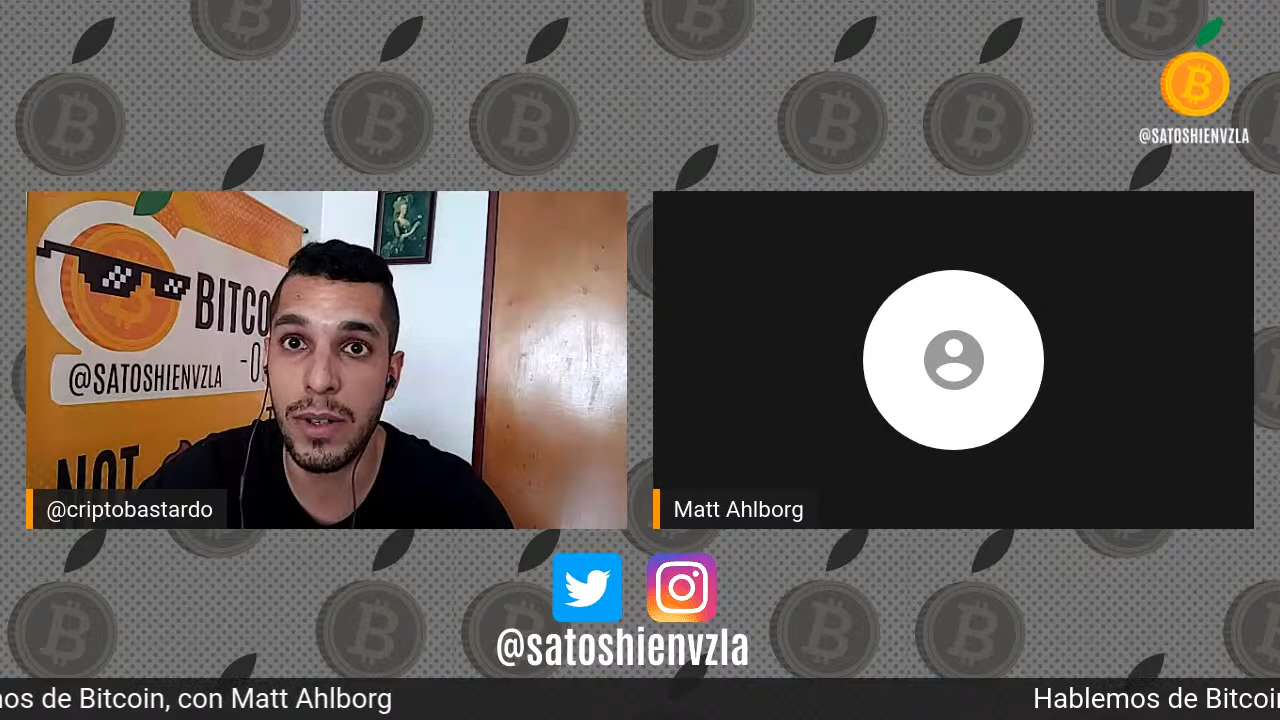 @SATOSHIENVZLA
BITCO
@SATOSHIENVZLA
NOT
@criptobastardo
Matt Ahlborg
@satoshienvzla
mos de Bitcoin, con Matt Ahlborg
Hablemos de Bitcoi